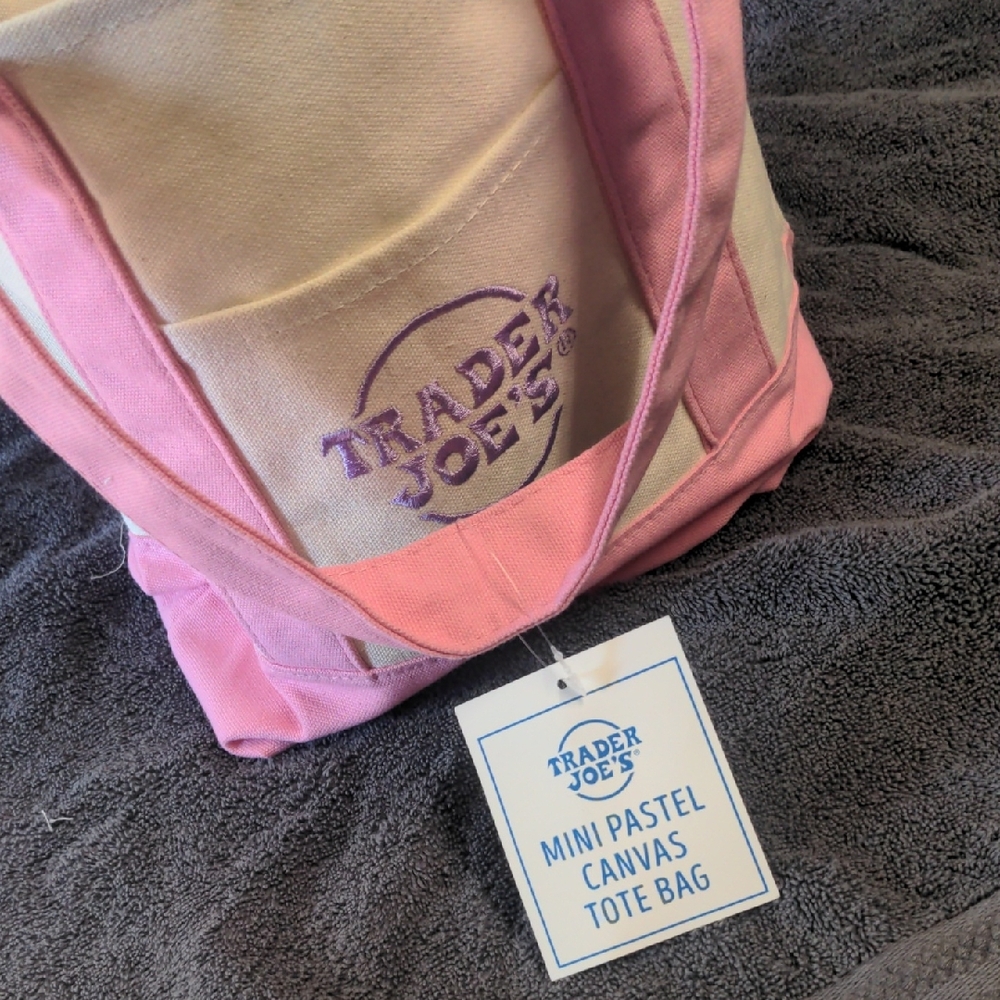 TRADER
JOE'S®
TRADER
JOE'S®
MINI PASTEL
CANVAS
TOTE BAG